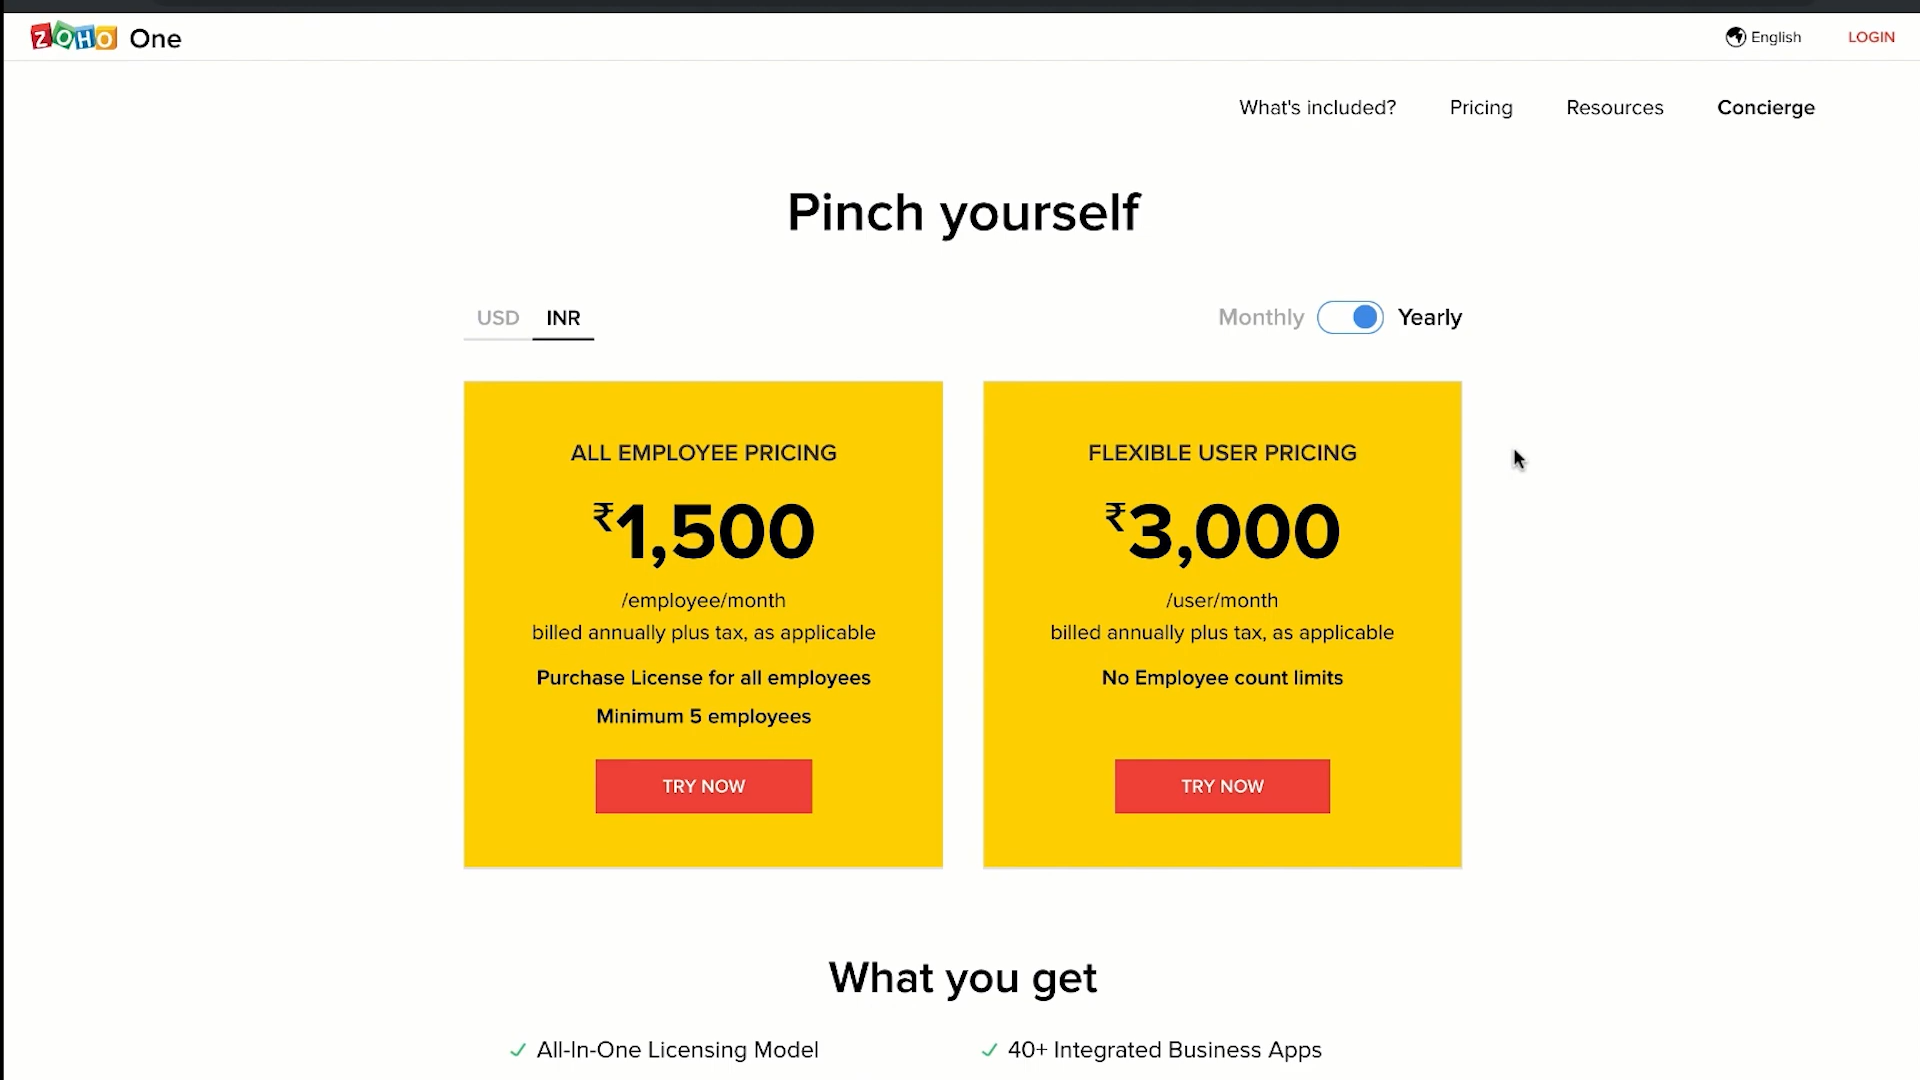 ZOHO One
English
LOGIN
What's included?
Pricing
Resources
Concierge
Pinch yourself
USD
INR
Monthly
Yearly
ALL EMPLOYEE PRICING
₹1,500
/employee/month
billed annually plus tax, as applicable
Purchase License for all employees
Minimum 5 employees
TRY NOW
FLEXIBLE USER PRICING
₹3,000
/user/month
billed annually plus tax, as applicable
No Employee count limits
TRY NOW
What you get
All-In-One Licensing Model
40+ Integrated Business Apps